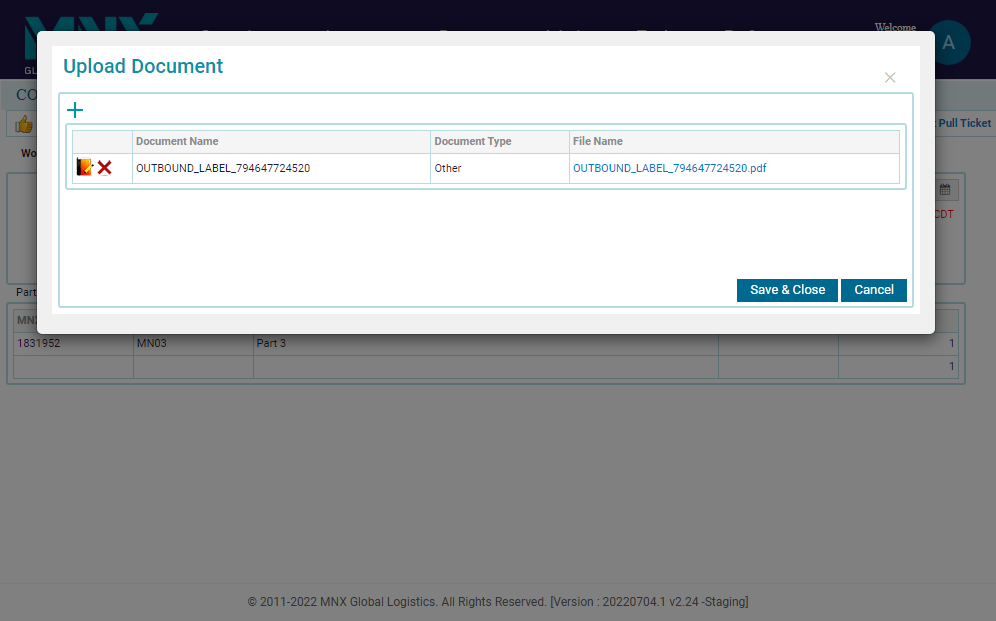 MNX
Welcome
A
GL
Upload Document
CO
Pull Ticket
Document Name Document Type File Name
Wo
OUTBOUND_LABEL_794647724520 Other OUTBOUND_LABEL_794647724520.pdf
CDT
Save & Close Cancel
Part
MNX
1831952 MN03 Part 3 1
1
© 2011-2022 MNX Global Logistics. All Rights Reserved. [Version : 20220704.1 v2.24 -Staging]